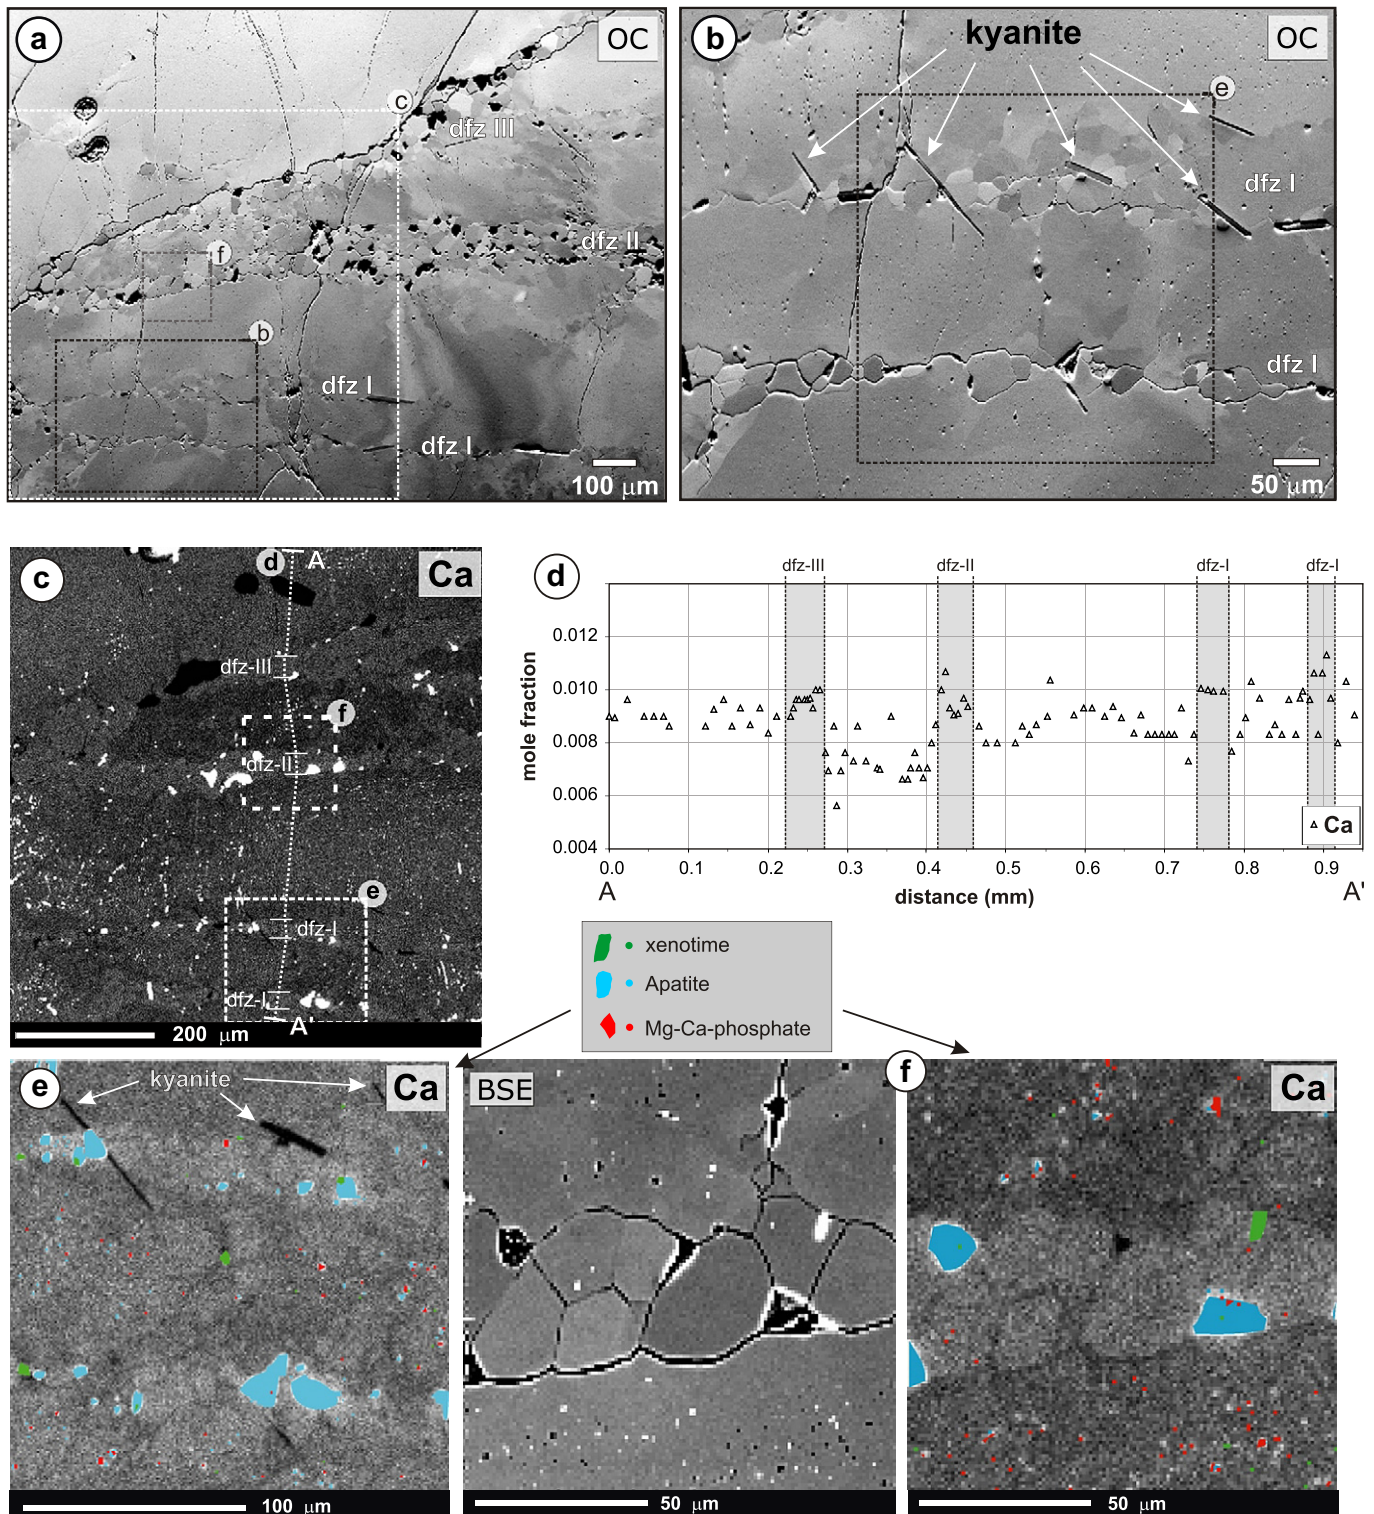 a
OC
c
dfz III
dfz II
f
b
dfz I
dfz I
100 μm
b
kyanite
OC
e
dfz I
dfz I
50 μm
c
d
A
Ca
dfz-III
f
dfz-II
e
dfz-I
dfz-I
A'
200 μm
d
dfz-III
dfz-II
dfz-I
dfz-I
0.012
0.010
0.008
0.006
0.004
mole fraction
Ca
0.0
0.1
0.2
0.3
0.4
0.5
0.6
0.7
0.8
0.9
A
distance (mm)
A'
xenotime
Apatite
Mg-Ca-phosphate
e
kyanite
Ca
100 μm
BSE
50 μm
f
Ca
50 μm